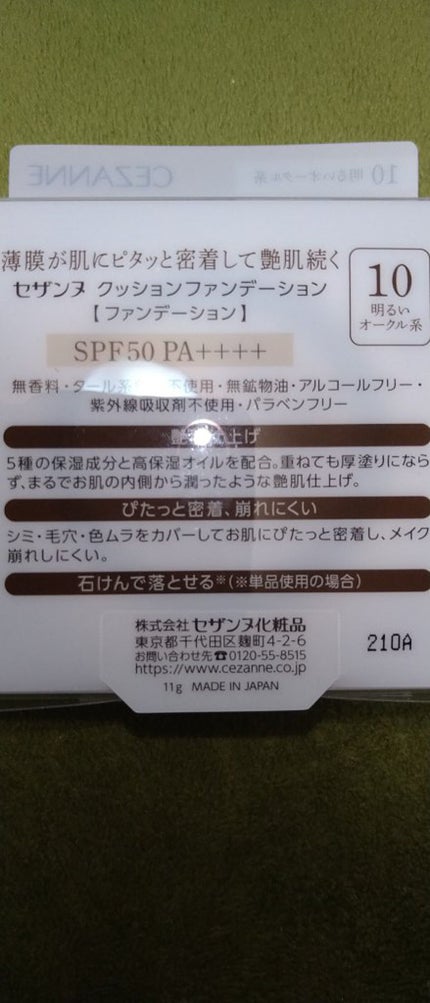 10 明るいオークル系
CEZANNE
薄膜が肌にピタッと密着して艶肌続く
セザンヌ クッションファンデーション
【ファンデーション】
10
明るい
オークル系
SPF50 PA++++
無香料・タール系 不使用・無鉱物油・アルコールフリー・
紫外線吸収剤不使用・パラベンフリー
艶 仕上げ
5種の保湿成分と高保湿オイルを配合。重ねても厚塗りになら
ず、まるでお肌の内側から潤ったような艶肌仕上げ。
ぴたっと密着、崩れにくい
シミ・毛穴・色ムラをカバーしてお肌にぴたっと密着し、メイク
崩れしにくい。
石けんで落とせる※(※単品使用の場合)
株式会社 セザンヌ化粧品
東京都千代田区麹町4-2-6
お問い合わせ先☎0120-55-8515
https://www.cezanne.co.jp
11g MADE IN JAPAN
210A